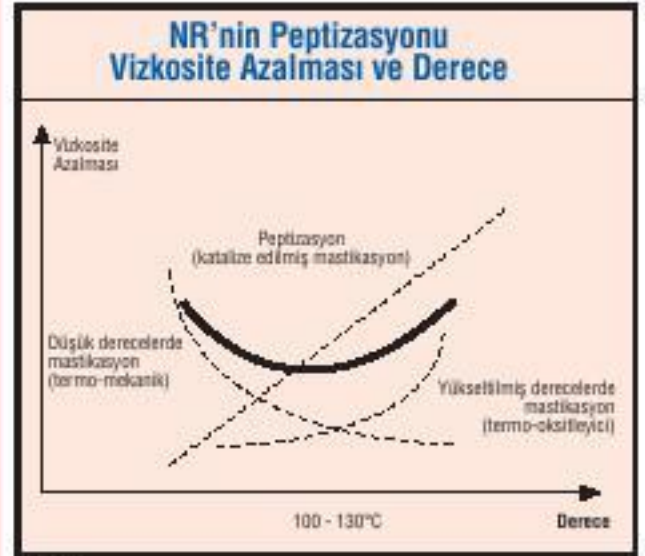 NR'nin Peptizasyonu
Vizkosite Azalması ve Derece
Vizkosite
Azalması
Peptizasyon
(katalize edilmiş mastikasyon)
Düşük derecelerde
mastikasyon
(termo-mekanik)
Yükseltilmiş derecelerde
mastikasyon
(termo-oksitleyici)
100 - 130°C
Derece